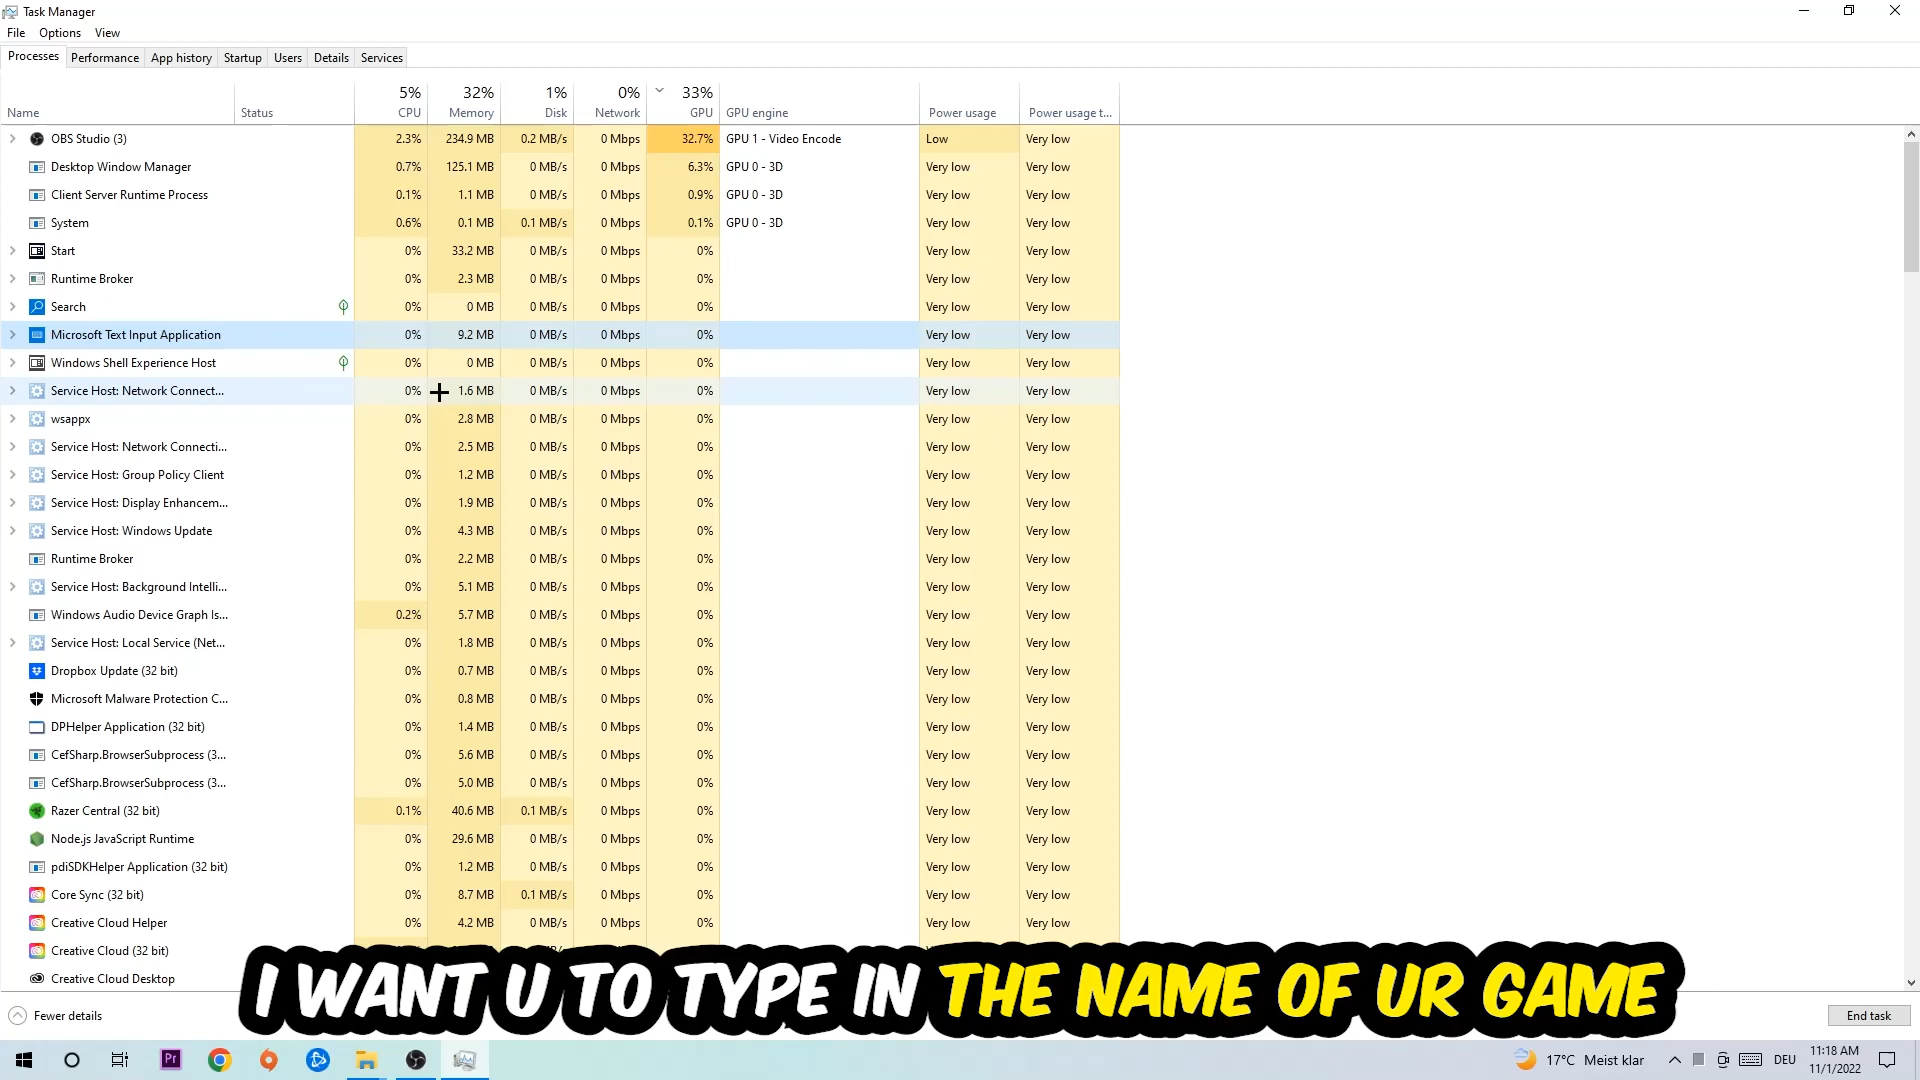 Task Manager
File Options View
Processes Performance App history Startup Users Details Services
5% 32% 1% 0% 33%
Name Status CPU Memory Disk Network GPU GPU engine Power usage Power usage t...
OBS Studio (3) 2.3% 234.9 MB 0.2 MB/s 0 Mbps 32.7% GPU 1 - Video Encode Low Very low
Desktop Window Manager 0.7% 125.1 MB 0 MB/s 0 Mbps 6.3% GPU 0 - 3D Very low Very low
Client Server Runtime Process 0.1% 1.1 MB 0 MB/s 0 Mbps 0.9% GPU 0 - 3D Very low Very low
System 0.6% 0.1 MB 0.1 MB/s 0 Mbps 0.1% GPU 0 - 3D Very low Very low
Start 0% 33.2 MB 0 MB/s 0 Mbps 0% Very low Very low
Runtime Broker 0% 2.3 MB 0 MB/s 0 Mbps 0% Very low Very low
Search 0% 0 MB 0 MB/s 0 Mbps 0% Very low Very low
Microsoft Text Input Application 0% 9.2 MB 0 MB/s 0 Mbps 0% Very low Very low
Windows Shell Experience Host 0% 0 MB 0 MB/s 0 Mbps 0% Very low Very low
Service Host: Network Connect... 0% 1.6 MB 0 MB/s 0 Mbps 0% Very low Very low
wsappx 0% 2.8 MB 0 MB/s 0 Mbps 0% Very low Very low
Service Host: Network Connecti... 0% 2.5 MB 0 MB/s 0 Mbps 0% Very low Very low
Service Host: Group Policy Client 0% 1.2 MB 0 MB/s 0 Mbps 0% Very low Very low
Service Host: Display Enhancem... 0% 1.9 MB 0 MB/s 0 Mbps 0% Very low Very low
Service Host: Windows Update 0% 4.3 MB 0 MB/s 0 Mbps 0% Very low Very low
Runtime Broker 0% 2.2 MB 0 MB/s 0 Mbps 0% Very low Very low
Service Host: Background Intelli... 0% 5.1 MB 0 MB/s 0 Mbps 0% Very low Very low
Windows Audio Device Graph Is... 0.2% 5.7 MB 0 MB/s 0 Mbps 0% Very low Very low
Service Host: Local Service (Net... 0% 1.8 MB 0 MB/s 0 Mbps 0% Very low Very low
Dropbox Update (32 bit) 0% 0.7 MB 0 MB/s 0 Mbps 0% Very low Very low
Microsoft Malware Protection C... 0% 0.8 MB 0 MB/s 0 Mbps 0% Very low Very low
DPHelper Application (32 bit) 0% 1.4 MB 0 MB/s 0 Mbps 0% Very low Very low
CefSharp.BrowserSubprocess (3... 0% 5.6 MB 0 MB/s 0 Mbps 0% Very low Very low
CefSharp.BrowserSubprocess (3... 0% 5.0 MB 0 MB/s 0 Mbps 0% Very low Very low
Razer Central (32 bit) 0.1% 40.6 MB 0.1 MB/s 0 Mbps 0% Very low Very low
Node.js JavaScript Runtime 0% 29.6 MB 0 MB/s 0 Mbps 0% Very low Very low
pdiSDKHelper Application (32 bit) 0% 1.2 MB 0 MB/s 0 Mbps 0% Very low Very low
Core Sync (32 bit) 0% 8.7 MB 0.1 MB/s 0 Mbps 0% Very low Very low
Creative Cloud Helper 0% 4.2 MB 0 MB/s 0 Mbps 0% Very low Very low
Creative Cloud (32 bit)
Creative Cloud Desktop
I WANT U TO TYPE IN THE NAME OF UR GAME
Fewer details End task
Pr 17°C Meist klar DEU 11:18 AM
11/1/2022